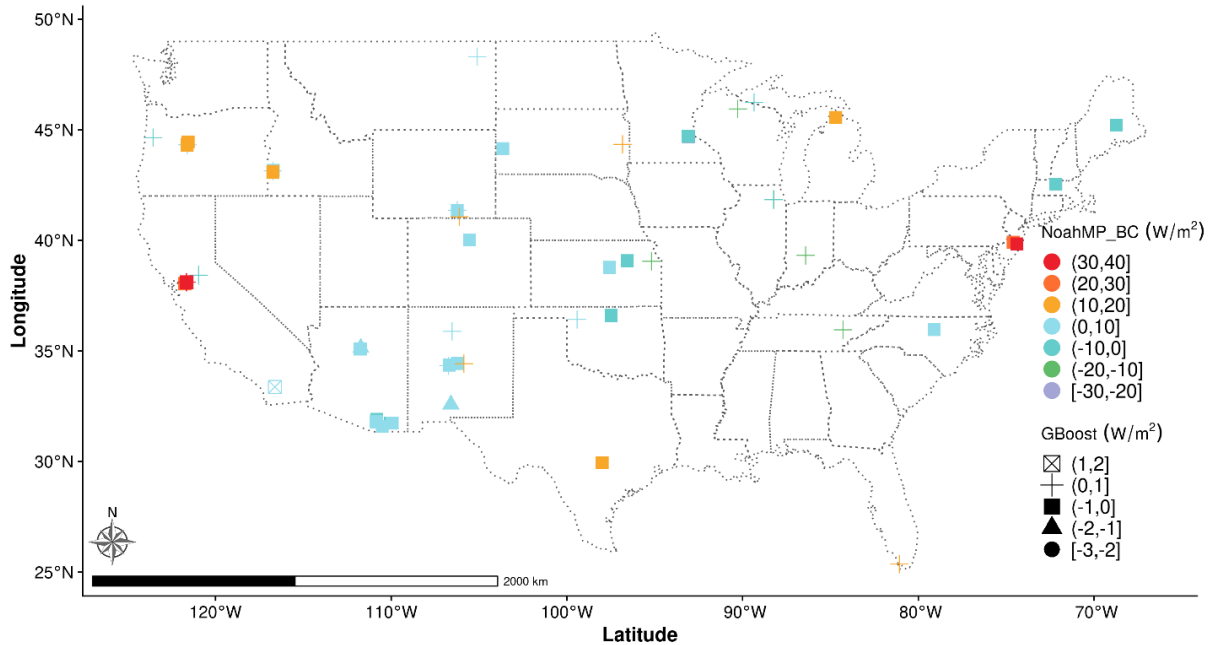 50°N
45°N
40°N
35°N
30°N
25°N
Longitude
NoahMP_BC (W/m²)
(30,40]
(20,30]
(10,20]
(0,10]
(-10,0]
(-20,-10]
[-30,-20]
GBoost (W/m²)
(1,2]
(0,1]
(-1,0]
(-2,-1]
[-3,-2]
N
2000 km
120°W 110°W 100°W 90°W 80°W 70°W
Latitude